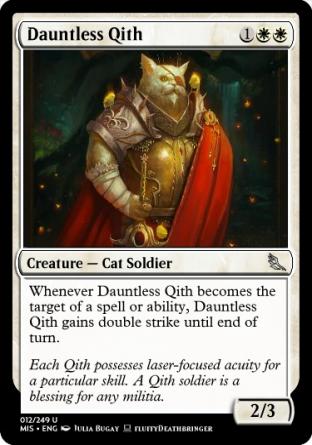 Dauntless Qith 1
Creature — Cat Soldier
Whenever Dauntless Qith becomes the
target of a spell or ability, Dauntless
Qith gains double strike until end of
turn.
Each Qith possesses laser-focused acuity for
a particular skill. A Qith soldier is a
blessing for any militia.
2/3
012/249 U
MIS • ENG Julia Bugay fluffyDeathbringer